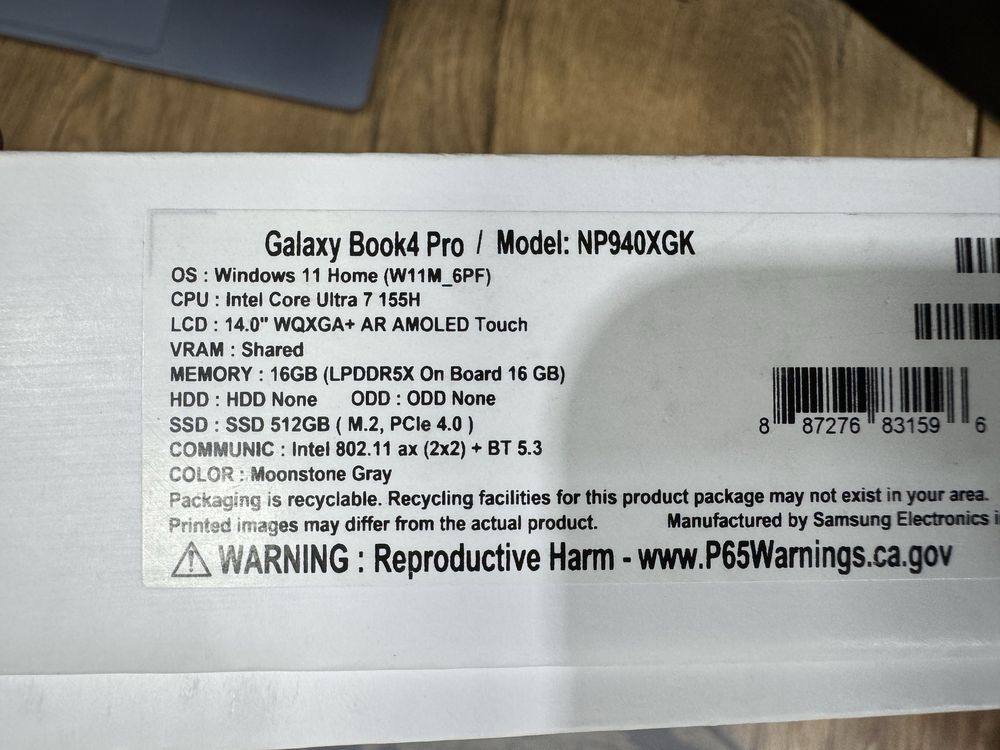 Galaxy Book4 Pro / Model: NP940XGK
OS : Windows 11 Home (W11M_6PF)
CPU : Intel Core Ultra 7 155H
LCD : 14.0" WQXGA+ AR AMOLED Touch
VRAM : Shared
MEMORY : 16GB (LPDDR5X On Board 16 GB)
HDD : HDD None ODD : ODD None
SSD : SSD 512GB ( M.2, PCIe 4.0 )
8 87276 83159 6
COMMUNIC : Intel 802.11 ax (2x2) + BT 5.3
COLOR : Moonstone Gray
Packaging is recyclable. Recycling facilities for this product package may not exist in your area.
Printed images may differ from the actual product. Manufactured by Samsung Electronics
WARNING : Reproductive Harm - www.P65Warnings.ca.gov